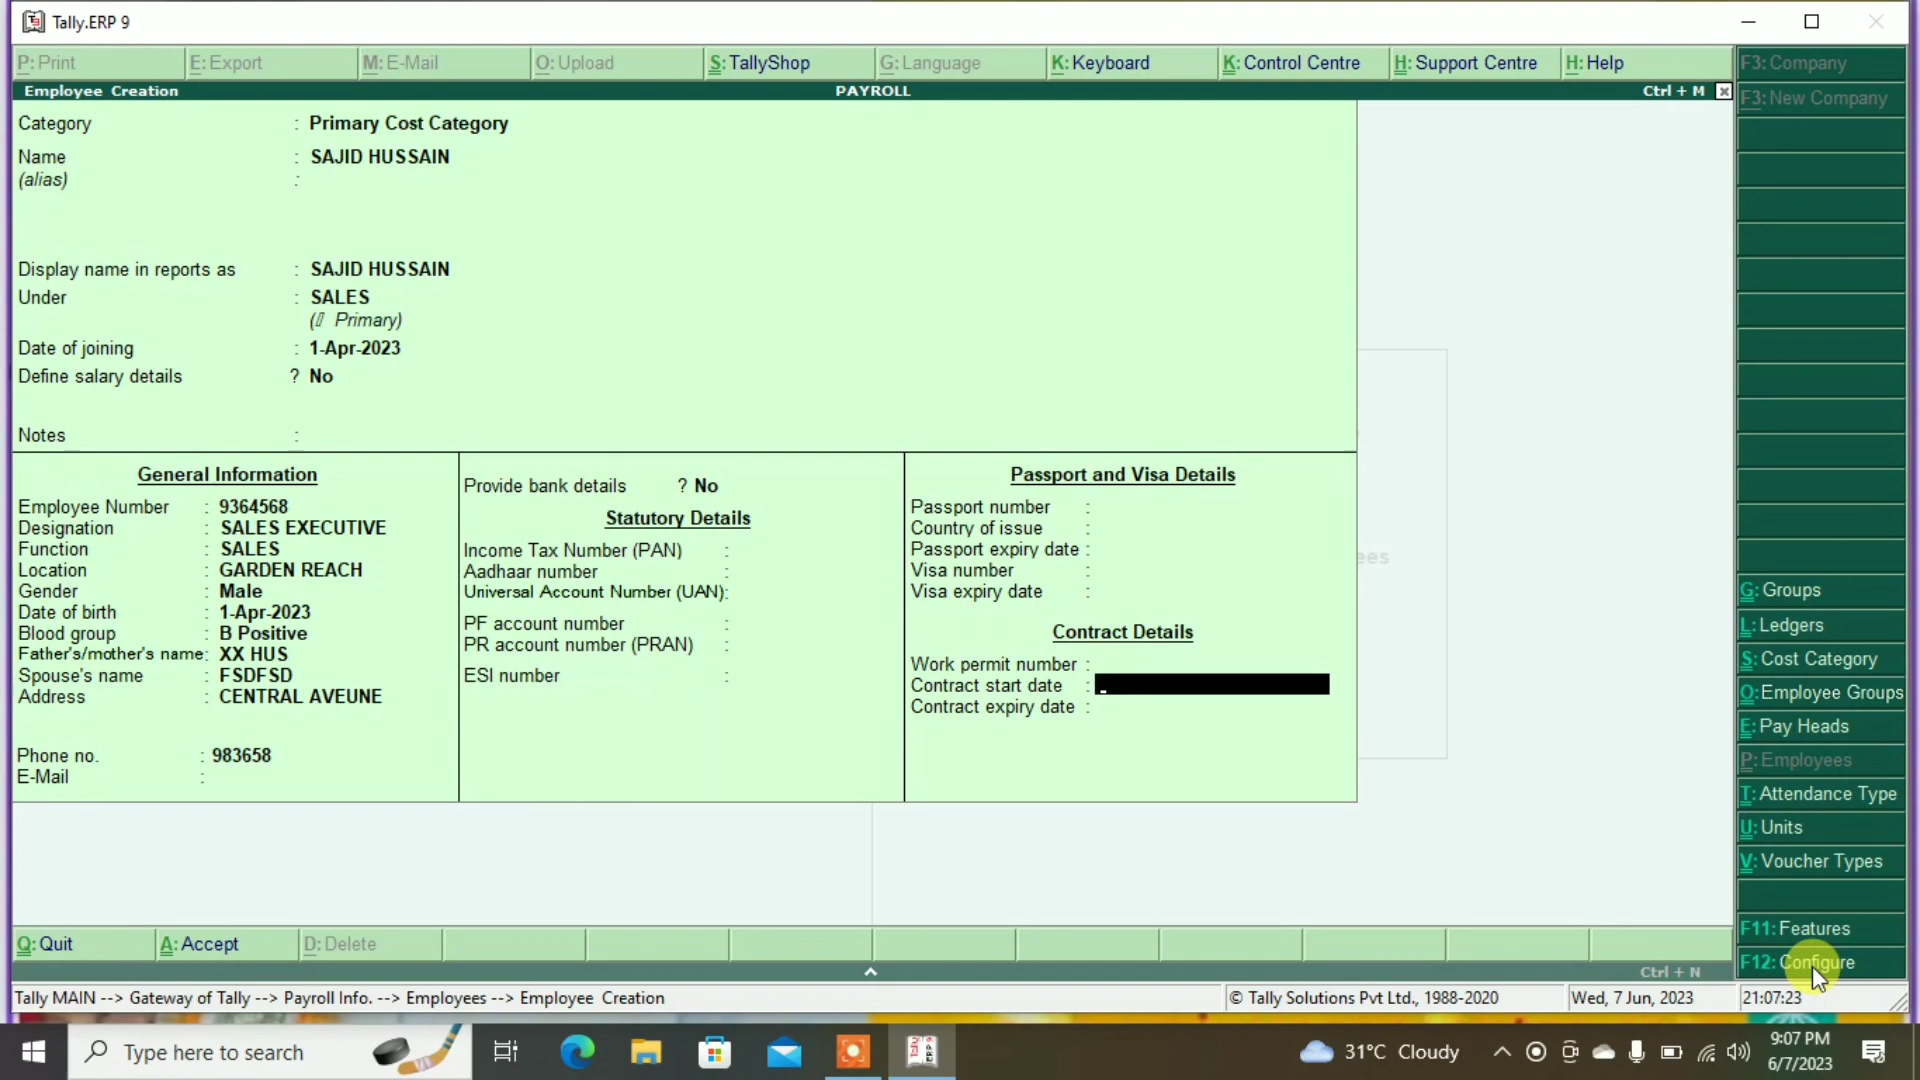 Tally.ERP 9
P: Print E: Export M: E-Mail O: Upload S: TallyShop G: Language K: Keyboard K: Control Centre H: Support Centre H: Help F3: Company
Employee Creation PAYROLL Ctrl + M
F3: New Company
Category : Primary Cost Category
Name : SAJID HUSSAIN
(alias) :
Display name in reports as : SAJID HUSSAIN
Under : SALES
( Primary)
Date of joining : 1-Apr-2023
Define salary details ? No
Notes :
General Information
Employee Number : 9364568
Designation : SALES EXECUTIVE
Function : SALES
Location : GARDEN REACH
Gender : Male
Date of birth : 1-Apr-2023
Blood group : B Positive
Father's/mother's name: XX HUS
Spouse's name : FSDFSD
Address : CENTRAL AVEUNE
Phone no. : 983658
E-Mail :
Provide bank details ? No
Statutory Details
Income Tax Number (PAN) :
Aadhaar number :
Universal Account Number (UAN):
PF account number :
PR account number (PRAN) :
ESI number :
Passport and Visa Details
Passport number :
Country of issue :
Passport expiry date :
Visa number :
Visa expiry date :
Contract Details
Work permit number :
Contract start date :
Contract expiry date :
ees
G: Groups
L: Ledgers
S: Cost Category
O: Employee Groups
E: Pay Heads
P: Employees
T: Attendance Type
U: Units
V: Voucher Types
F11: Features
F12: Configure
Q: Quit A: Accept D: Delete
Ctrl + N
Tally MAIN --> Gateway of Tally --> Payroll Info. --> Employees --> Employee Creation © Tally Solutions Pvt Ltd., 1988-2020 Wed, 7 Jun, 2023 21:07:23
Type here to search
31°C Cloudy
9:07 PM
6/7/2023